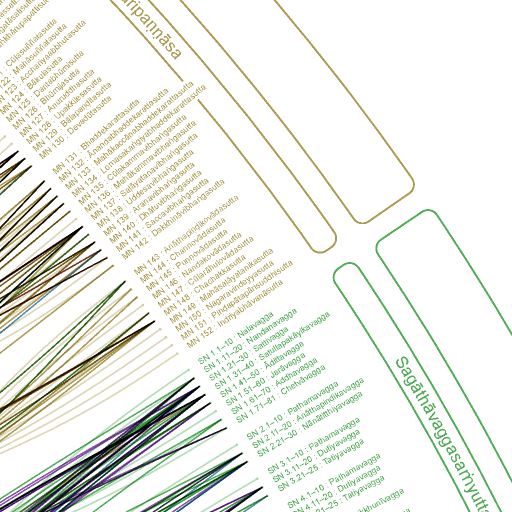 MN 122 : Mahāsuññatasutta
MN 124 : Bākulasutta
MN 125 : Dantabhūmisutta
MN 126 : Bhūmijasutta
MN 127 : Anuruddhasutta
MN 128 : Upakkilesasutta
MN 129 : Bālapaṇḍitasutta
MN 130 : Devadūtasutta
MN 131 : Bhaddekarattasutta
MN 132 : Ānandabhaddekarattasutta
MN 133 : Mahākaccānabhaddekarattasutta
MN 134 : Lomasakaṅgiyabhaddekarattasutta
MN 135 : Cūḷakammavibhaṅgasutta
MN 136 : Mahākammavibhaṅgasutta
MN 137 : Saḷāyatanavibhaṅgasutta
MN 138 : Uddesavibhaṅgasutta
MN 139 : Araṇavibhaṅgasutta
MN 140 : Dhātuvibhaṅgasutta
MN 141 : Saccavibhaṅgasutta
MN 142 : Dakkhiṇāvibhaṅgasutta
MN 143 : Anāthapiṇḍikovādasutta
MN 144 : Channovādasutta
MN 145 : Puṇṇovādasutta
MN 146 : Nandakovādasutta
MN 147 : Cūḷarāhulovādasutta
MN 148 : Chachakkasutta
MN 149 : Mahāsaḷāyatanikasutta
MN 150 : Nagaravindeyyasutta
MN 151 : Piṇḍapātapārisuddhisutta
MN 152 : Indriyabhāvanāsutta
SN 1.1–10 : Naḷavagga
SN 1.11–20 : Nandanavagga
SN 1.21–30 : Sattivagga
SN 1.31–40 : Satullapakāyikavagga
SN 1.41–50 : Ādittavagga
SN 1.51–60 : Jarāvagga
SN 1.61–70 : Addhavagga
SN 1.71–81 : Chetvāvagga
SN 2.1–10 : Paṭhamavagga
SN 2.11–20 : Anāthapiṇḍikavagga
SN 2.21–30 : Nānātitthiyavagga
SN 3.1–10 : Paṭhamavagga
SN 3.11–20 : Dutiyavagga
SN 3.21–25 : Tatiyavagga
SN 4.1–10 : Paṭhamavagga
SN 4.11–20 : Dutiyavagga
SN 4.21–25 : Tatiyavagga
Bhikkhunīvagga
aripaṇṇāsa
Sagāthāvaggasaṁyutta